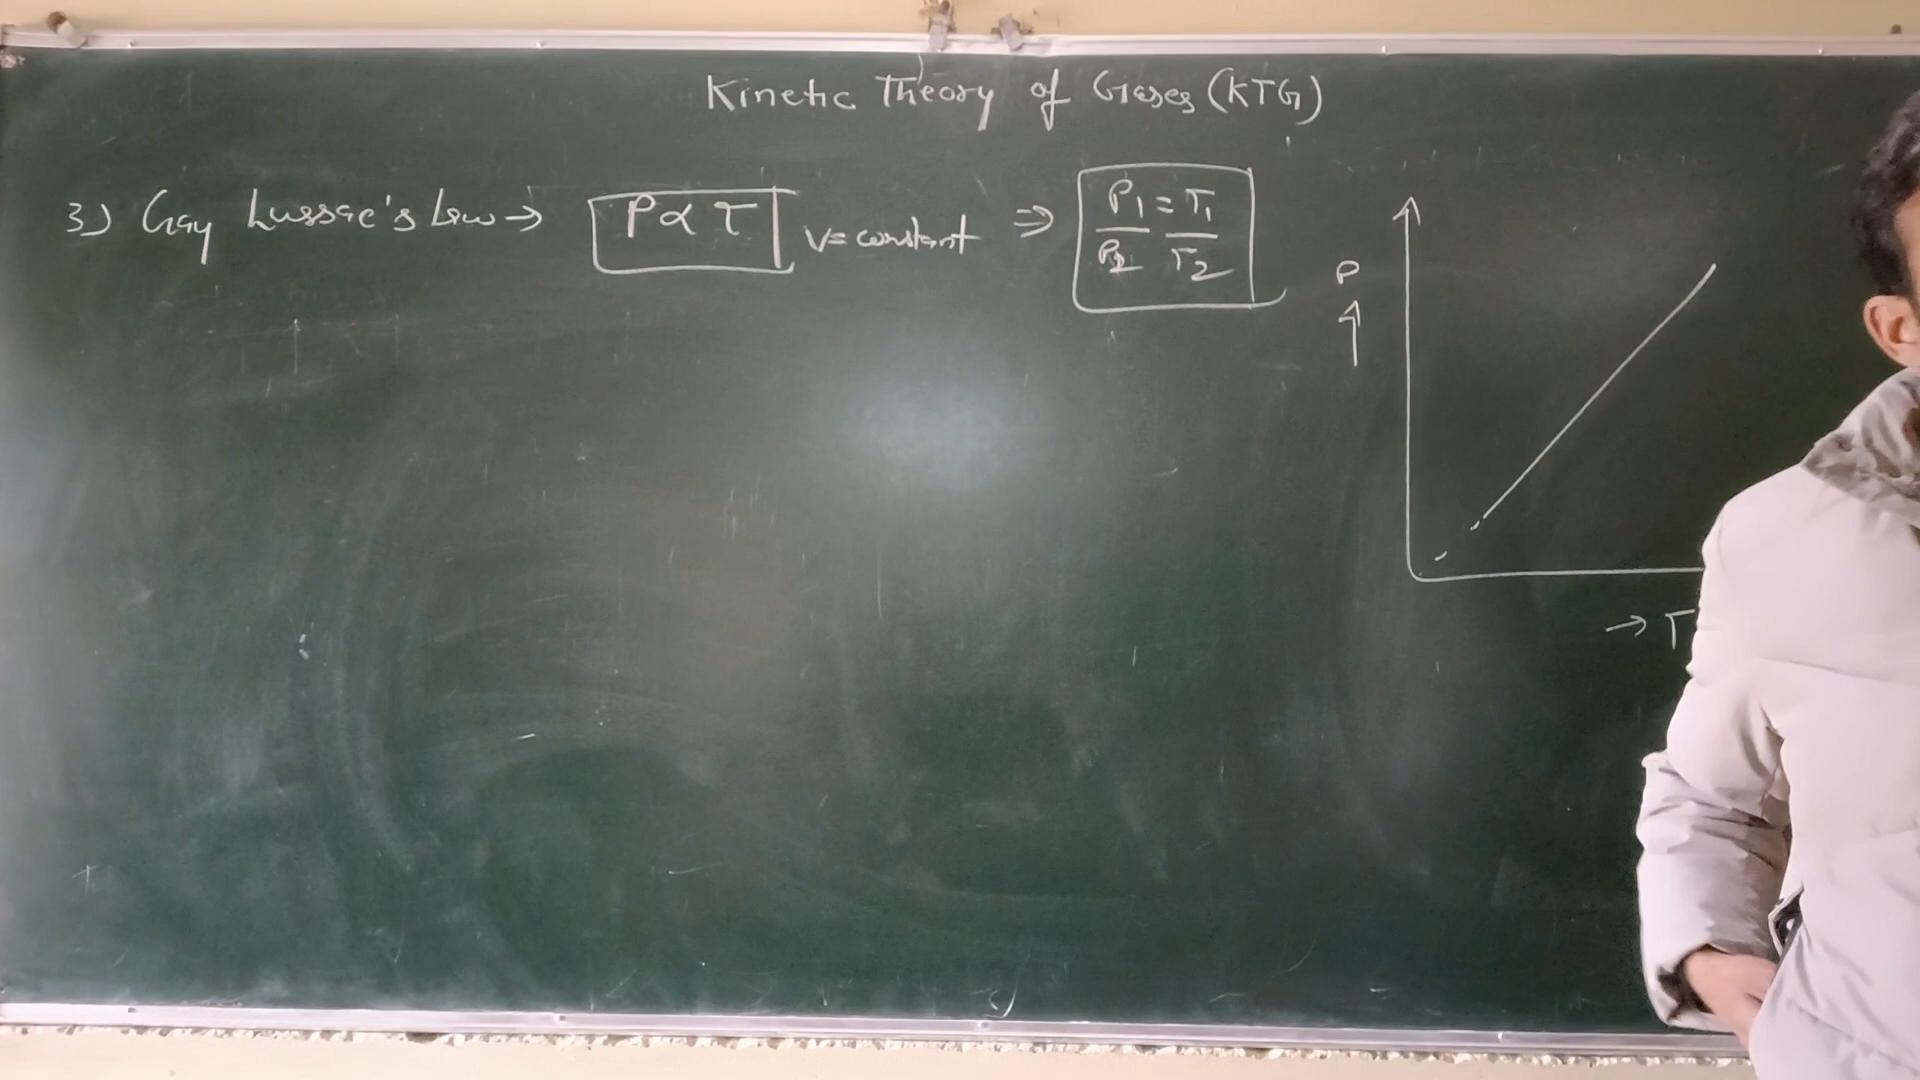 Kinetic Theory of Gases (KTG)
3) Gay Lussac's Law → P ∝ T V = constant ⇒ P₁/P₂ = T₁/T₂
P ↑
→ T